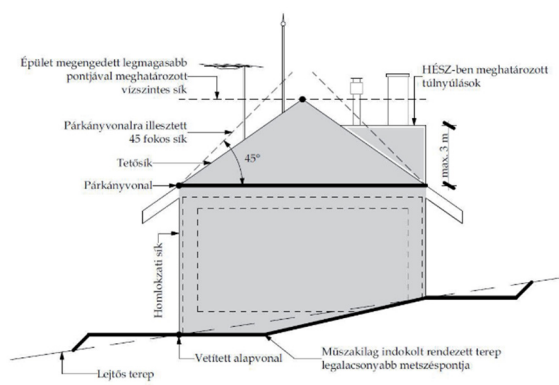 Épület megengedett legmagasabb
pontjával meghatározott
vízszintes sík
HÉSZ-ben meghatározott
túlnyúlások
Párkányvonalra illesztett
45 fokos sík
Tetősík
45°
max. 3 m
Párkányvonal
Homlokzati sík
Vetített alapvonal
Műszakilag indokolt rendezett terep
legalacsonyabb metszéspontja
Lejtős terep